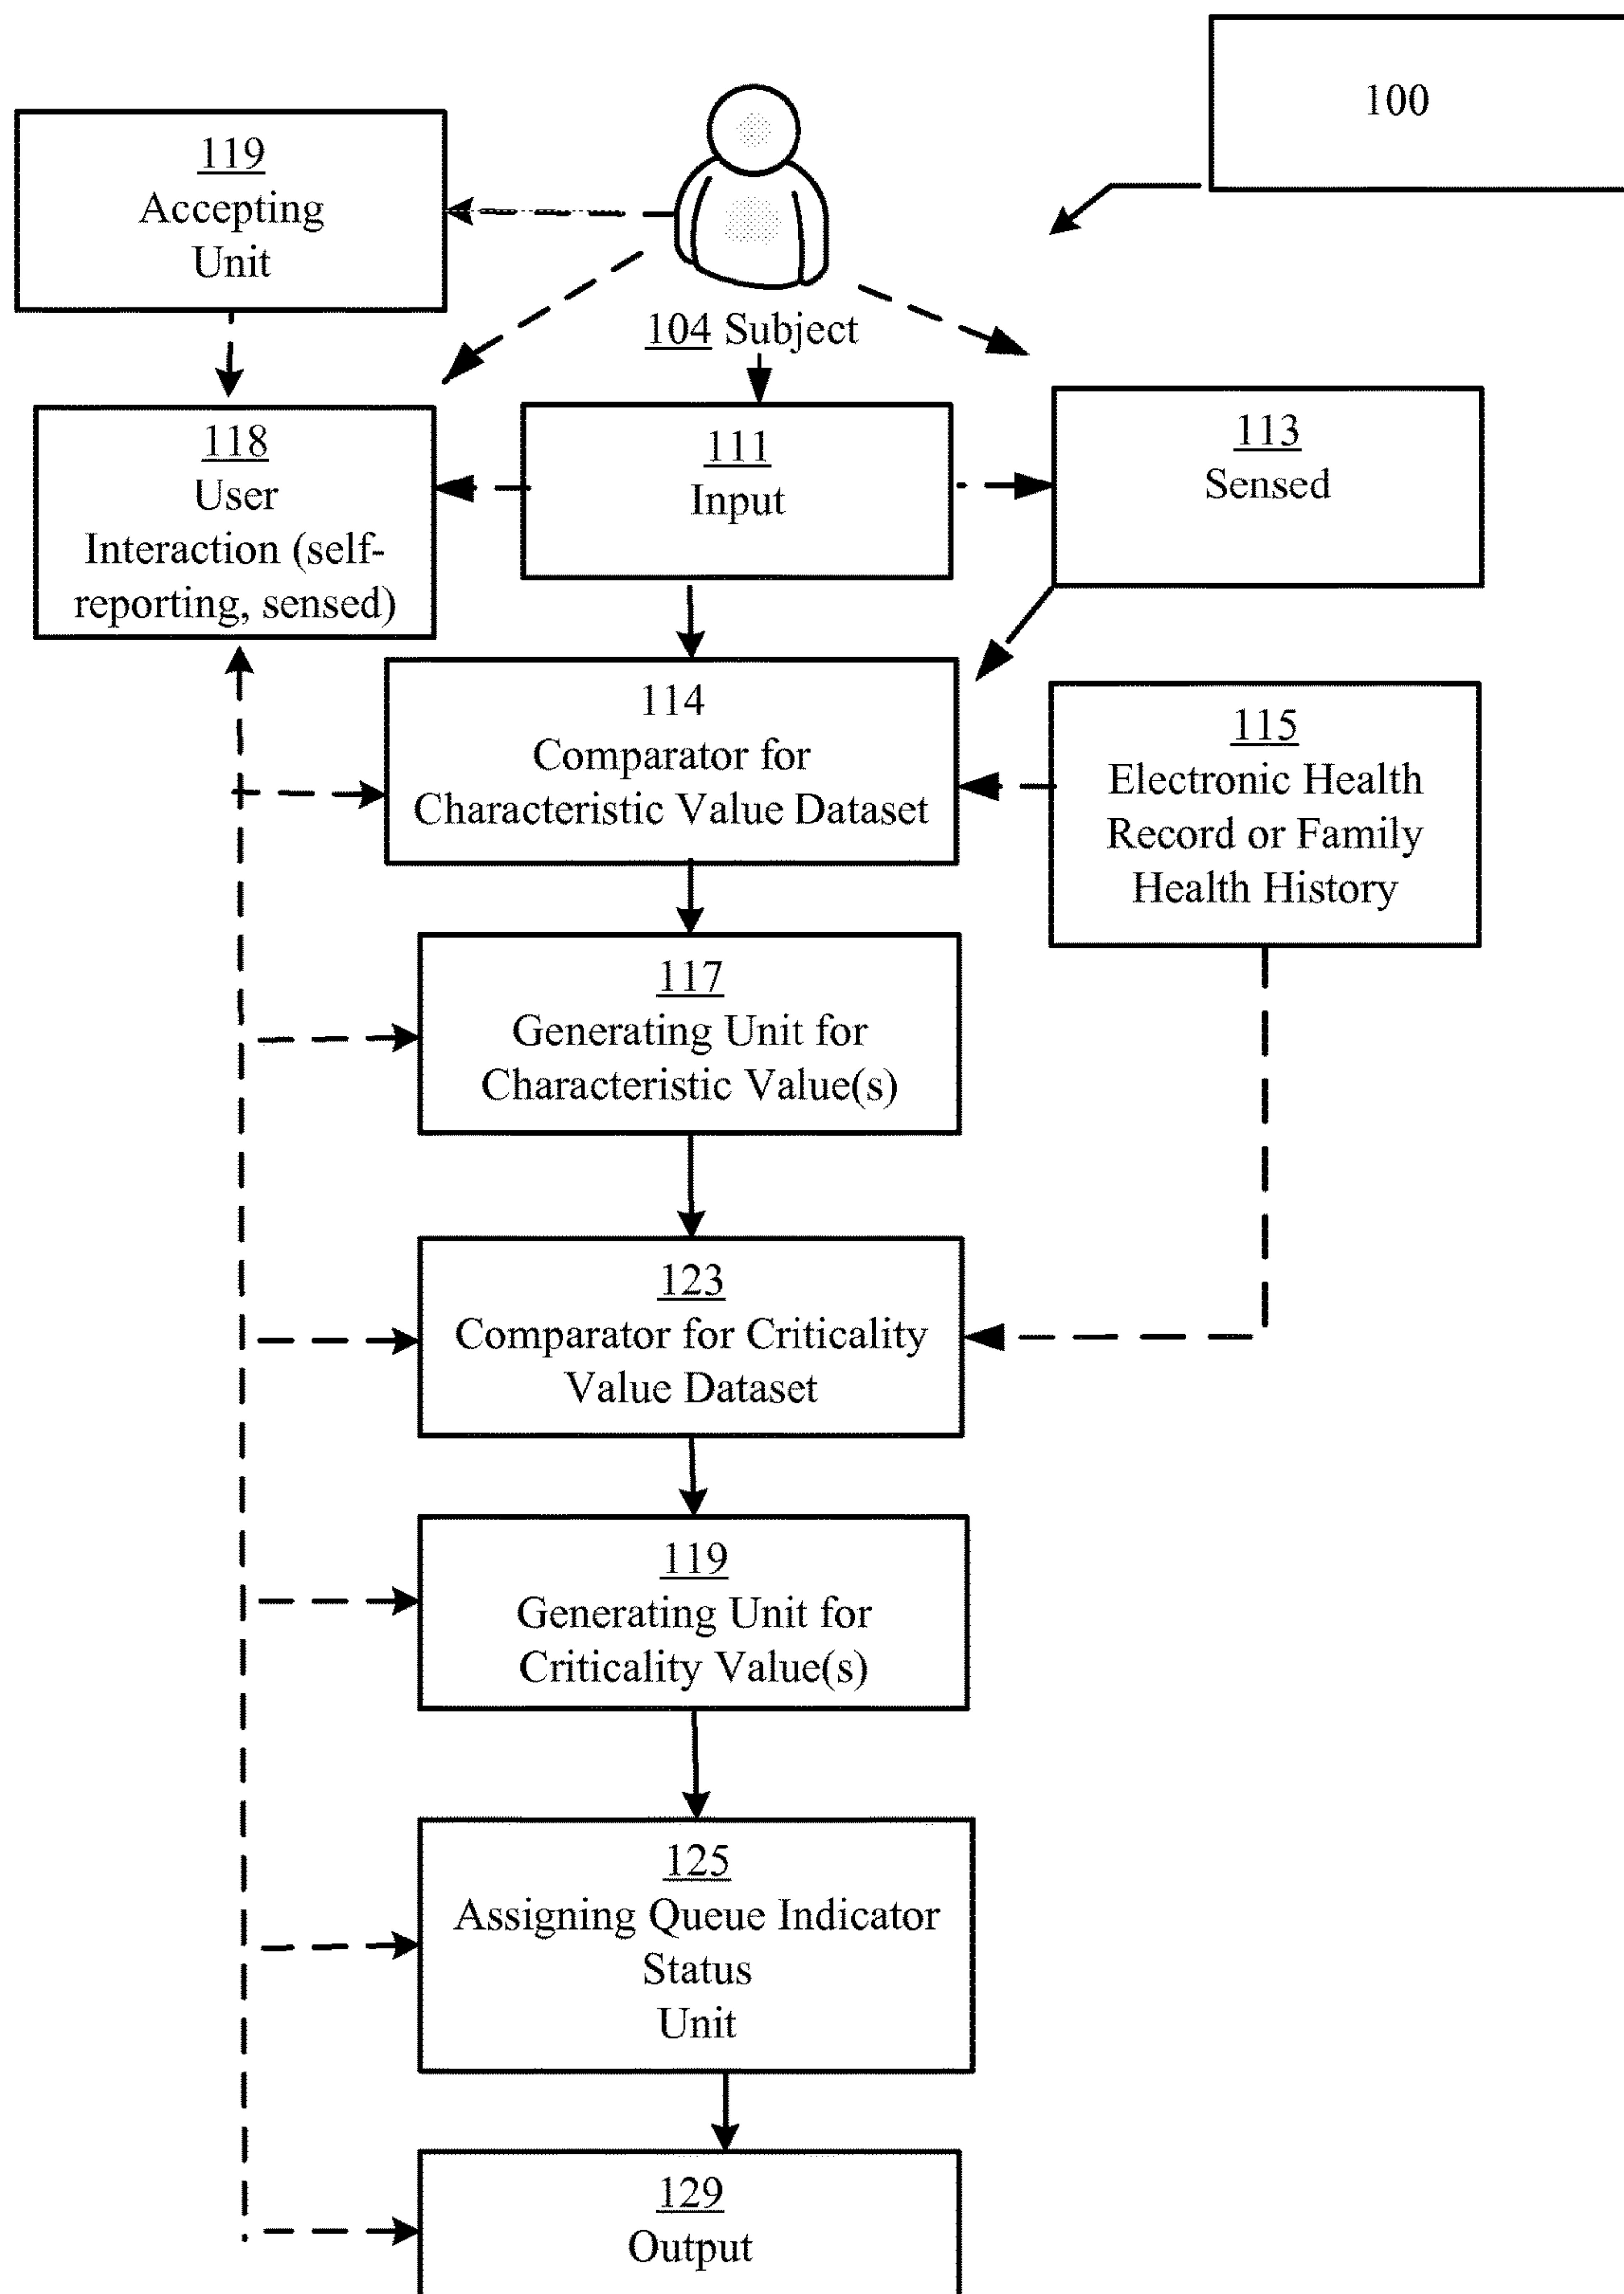 100
119
Accepting
Unit
104 Subject
118
User
Interaction (self-
reporting, sensed)
111
Input
113
Sensed
114
Comparator for
Characteristic Value Dataset
115
Electronic Health
Record or Family
Health History
117
Generating Unit for
Characteristic Value(s)
123
Comparator for Criticality
Value Dataset
119
Generating Unit for
Criticality Value(s)
125
Assigning Queue Indicator
Status
Unit
129
Output